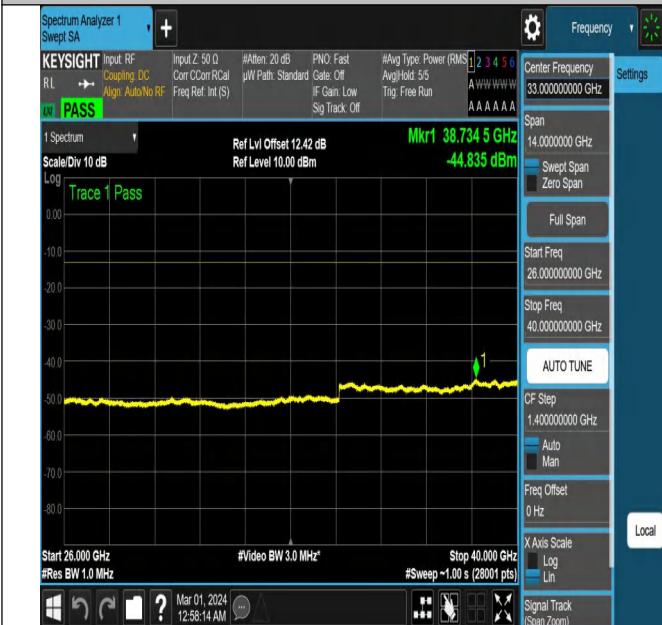 Spectrum Analyzer 1
Swept SA
+
Frequency
KEYSIGHT
RL
PASS
Input: RF
Coupling: DC
Align: Auto/No RF
Input Z: 50 Ω
Corr CCorr RCal
Freq Ref: Int (S)
#Atten: 20 dB
µW Path: Standard
PNO: Fast
Gate: Off
IF Gain: Low
Sig Track: Off
#Avg Type: Power (RMS
Avg|Hold: 5/5
Trig: Free Run
1 2 3 4 5 6
A W W W W W
A A A A A A
Center Frequency
33.000000000 GHz
Settings
Span
14.0000000 GHz
Swept Span
Zero Span
Full Span
Start Freq
26.000000000 GHz
Stop Freq
40.000000000 GHz
AUTO TUNE
CF Step
1.400000000 GHz
Auto
Man
Freq Offset
0 Hz
X Axis Scale
Log
Lin
Local
Signal Track
(Span Zoom)
1 Spectrum
Scale/Div 10 dB
Log
Ref Lvl Offset 12.42 dB
Ref Level 10.00 dBm
Mkr1 38.734 5 GHz
-44.835 dBm
Trace 1 Pass
0.00
-10.0
-20.0
-30.0
-40.0
-50.0
-60.0
-70.0
-80.0
1
Start 26.000 GHz
#Res BW 1.0 MHz
#Video BW 3.0 MHz*
Stop 40.000 GHz
#Sweep ~1.00 s (28001 pts)
?
Mar 01, 2024
12:58:14 AM